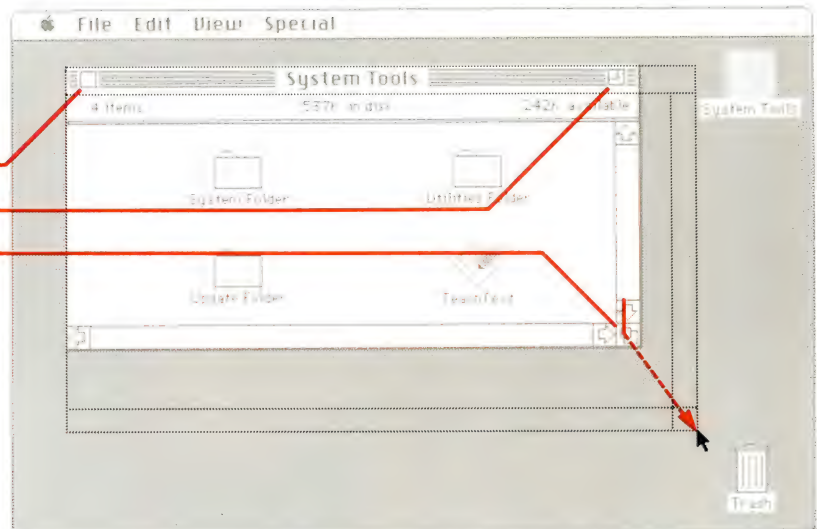 File Edit View Special
System Tools
4 items 537K in disk 242K available
System Tools
System Folder Utilities Folder
Update Folder TeachText
Trash